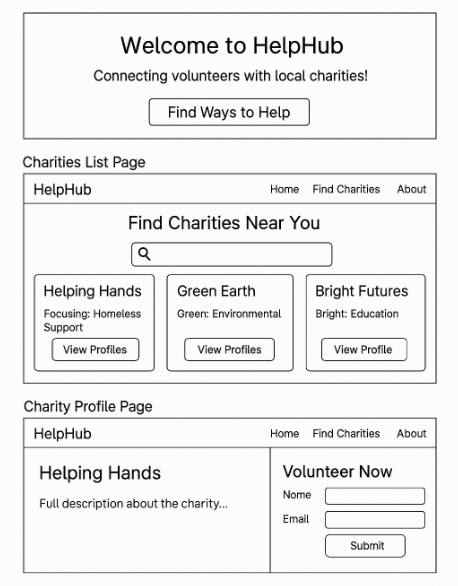 Welcome to HelpHub
Connecting volunteers with local charities!
Find Ways to Help
Charities List Page
HelpHub
Home
Find Charities
About
Find Charities Near You
Helping Hands
Focusing: Homeless
Support
View Profiles
Green Earth
Green: Environmental
View Profiles
Bright Futures
Bright: Education
View Profile
Charity Profile Page
HelpHub
Home
Find Charities
About
Helping Hands
Full description about the charity...
Volunteer Now
Nome
Email
Submit